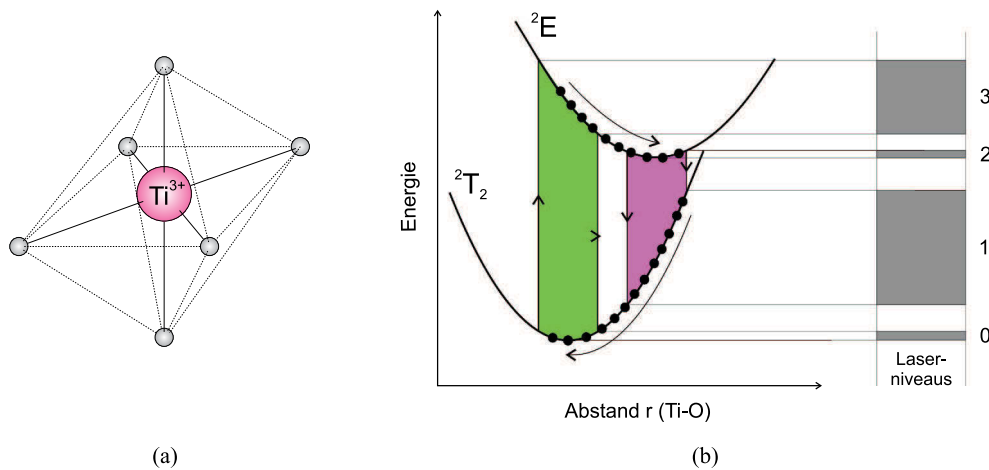 Ti³⁺
(a)
²E
²T₂
Energie
Abstand r (Ti-O)
3
2
1
0
Laser-
niveaus
(b)